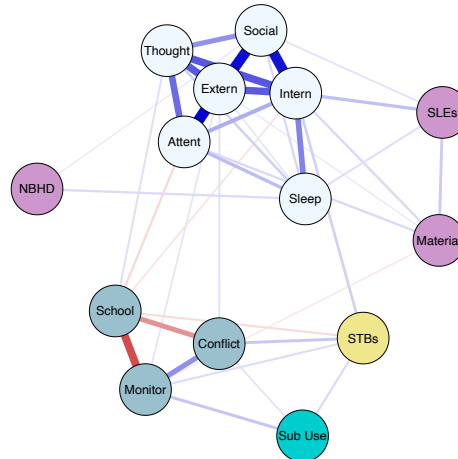 Social
Thought
Extern
Intern
SLEs
Attent
NBHD
Sleep
Materia
School
STBs
Conflict
Monitor
Sub Use